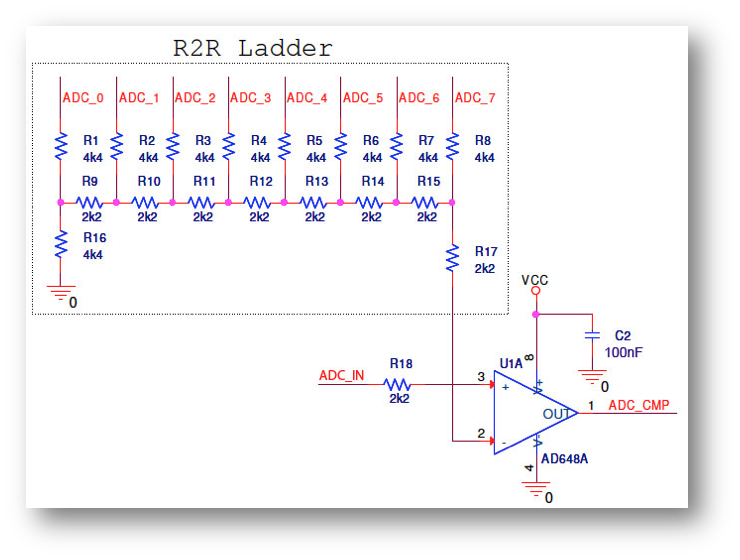 R2R Ladder
ADC_0 ADC_1 ADC_2 ADC_3 ADC_4 ADC_5 ADC_6 ADC_7
R1 R2 R3 R4 R5 R6 R7 R8
4k4 4k4 4k4 4k4 4k4 4k4 4k4 4k4
R9 R10 R11 R12 R13 R14 R15
2k2 2k2 2k2 2k2 2k2 2k2 2k2
R16
4k4
R17
2k2
0
VCC
C2
100nF
R18
2k2
ADC_IN
U1A
8
V+
0
3
+
OUT
1
ADC_CMP
2
-
V-
4
AD648A
0